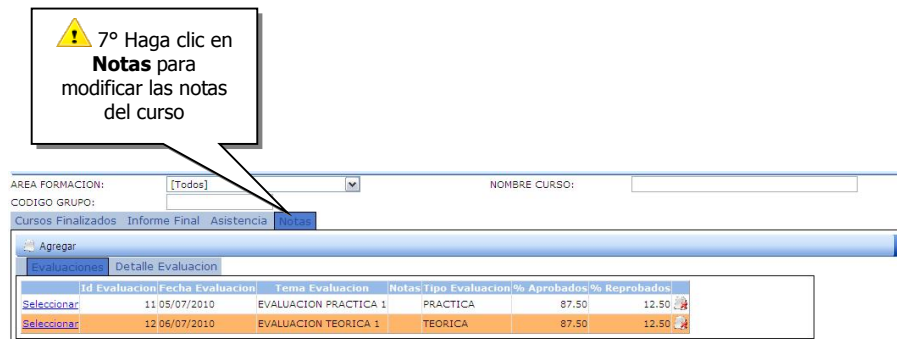 7° Haga clic en
Notas para
modificar las notas
del curso
AREA FORMACION: [Todos] NOMBRE CURSO:
CODIGO GRUPO:
Cursos Finalizados Informe Final Asistencia Notas
Agregar
Evaluaciones Detalle Evaluacion
Id Evaluacion Fecha Evaluacion Tema Evaluacion Notas Tipo Evaluacion % Aprobados % Reprobados
Seleccionar 11 05/07/2010 EVALUACION PRACTICA 1 PRACTICA 87.50 12.50
Seleccionar 12 06/07/2010 EVALUACION TEORICA 1 TEORICA 87.50 12.50